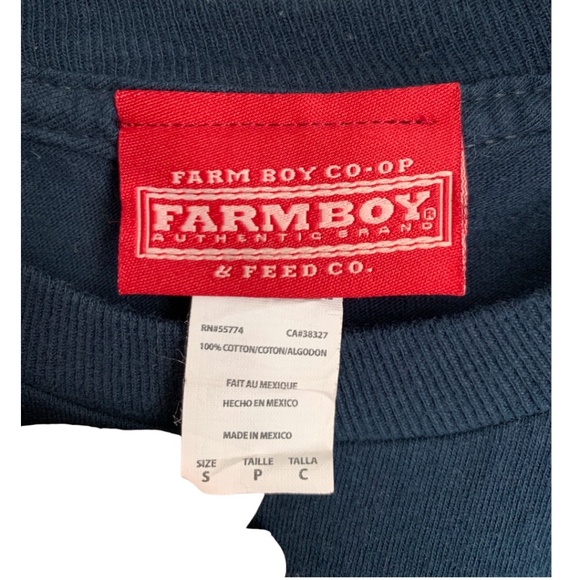 FARM BOY CO-OP
FARMBOY®
AUTHENTIC BRAND
& FEED CO.
RN#55774 CA#38327
100% COTTON/COTON/ALGODON
FAIT AU MEXIQUE
HECHO EN MEXICO
MADE IN MEXICO
SIZE TAILLE TALLA
S P C